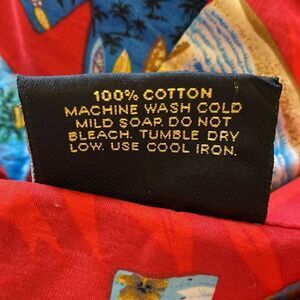 100% COTTON
MACHINE WASH COLD
MILD SOAP. DO NOT
BLEACH. TUMBLE DRY
LOW. USE COOL IRON.